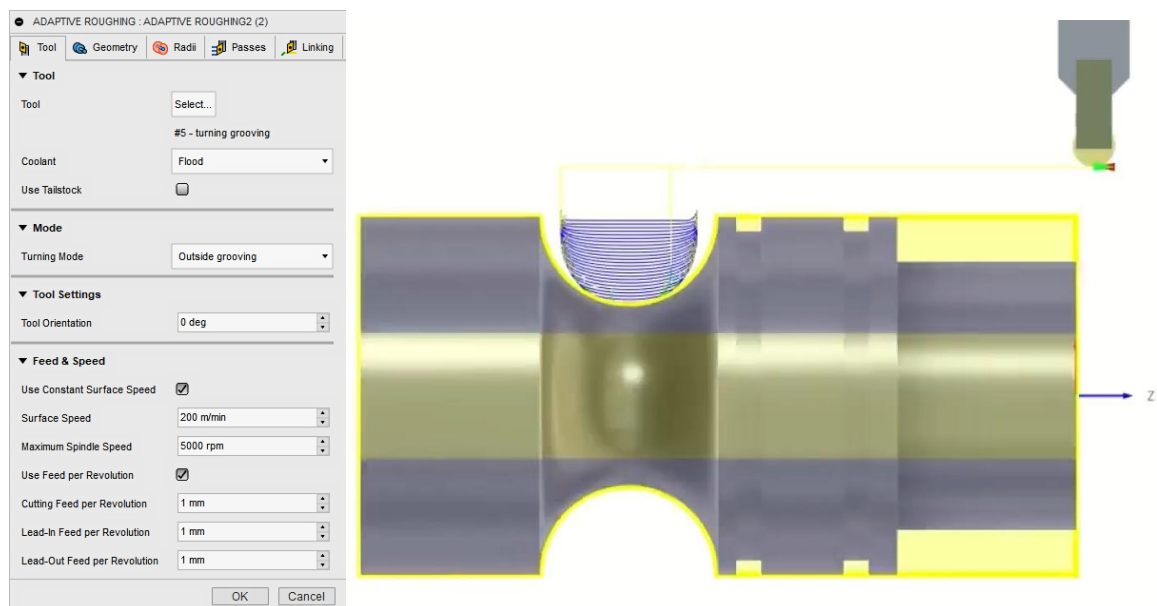 ADAPTIVE ROUGHING : ADAPTIVE ROUGHING2 (2)
Tool Geometry Radii Passes Linking
▼ Tool
Tool Select...
#5 - turning grooving
Coolant Flood
Use Tailstock
▼ Mode
Turning Mode Outside grooving
▼ Tool Settings
Tool Orientation 0 deg
▼ Feed & Speed
Use Constant Surface Speed
Surface Speed 200 m/min
Maximum Spindle Speed 5000 rpm
Use Feed per Revolution
Cutting Feed per Revolution 1 mm
Lead-In Feed per Revolution 1 mm
Lead-Out Feed per Revolution 1 mm
OK Cancel
Z